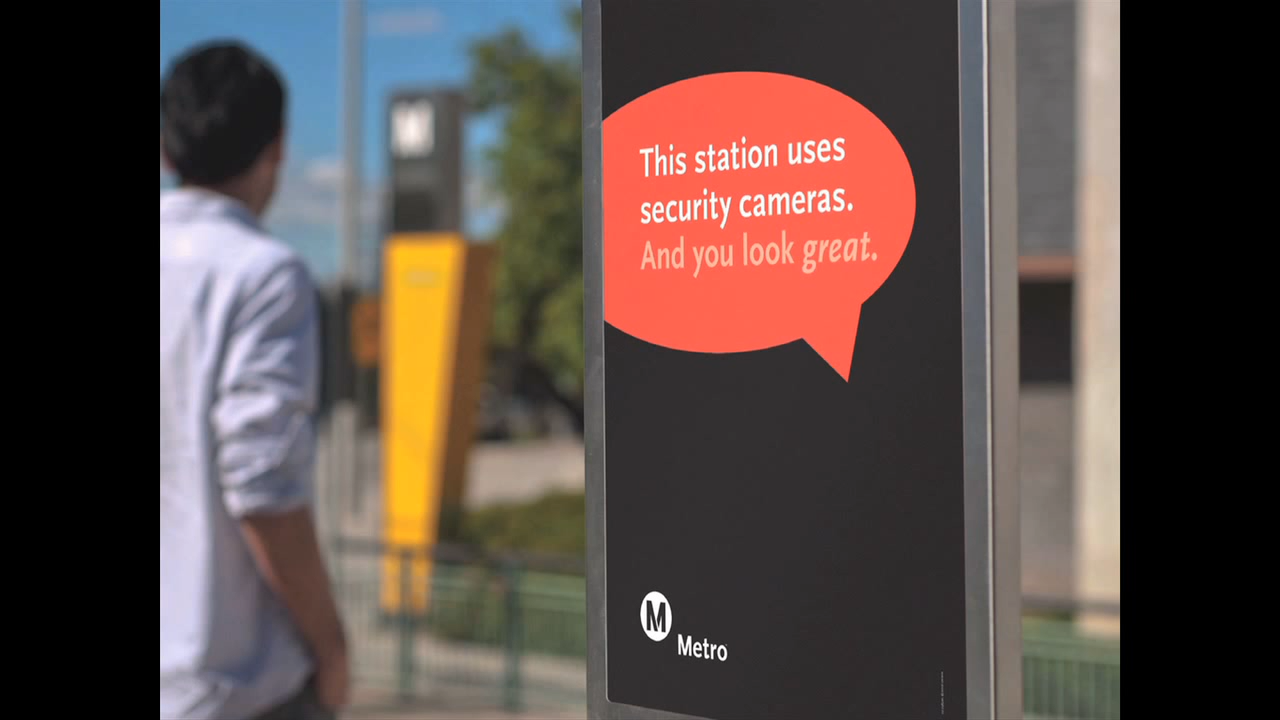 This station uses
security cameras.
And you look great.
M
Metro
M